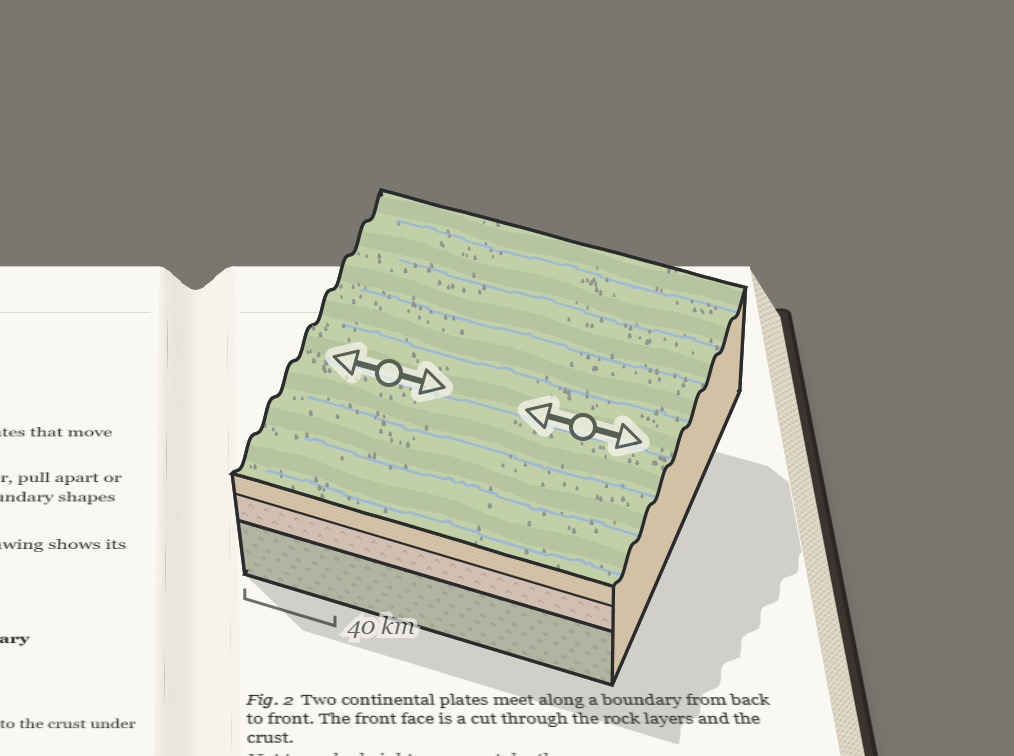 ates that move
r, pull apart or
undary shapes
awing shows its
ary
to the crust under
40 km
Fig. 2 Two continental plates meet along a boundary from back
to front. The front face is a cut through the rock layers and the
crust.